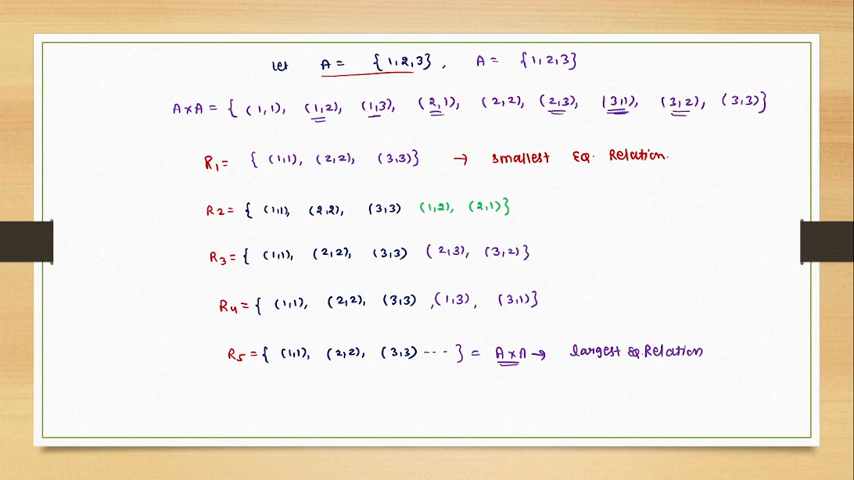 let A = {1,2,3}, A = {1,2,3}
A×A = { (1,1), (1,2), (1,3), (2,1), (2,2), (2,3), (3,1), (3,2), (3,3)}
R1= { (1,1), (2,2), (3,3)} → smallest EQ. Relation.
R2= { (1,1), (2,2), (3,3) (1,2), (2,1)}
R3= { (1,1), (2,2), (3,3) (2,3), (3,2)}
R4= { (1,1), (2,2), (3,3) ,(1,3), (3,1)}
R5= { (1,1), (2,2), (3,3) ---- } = A×A → largest EQ.Relation